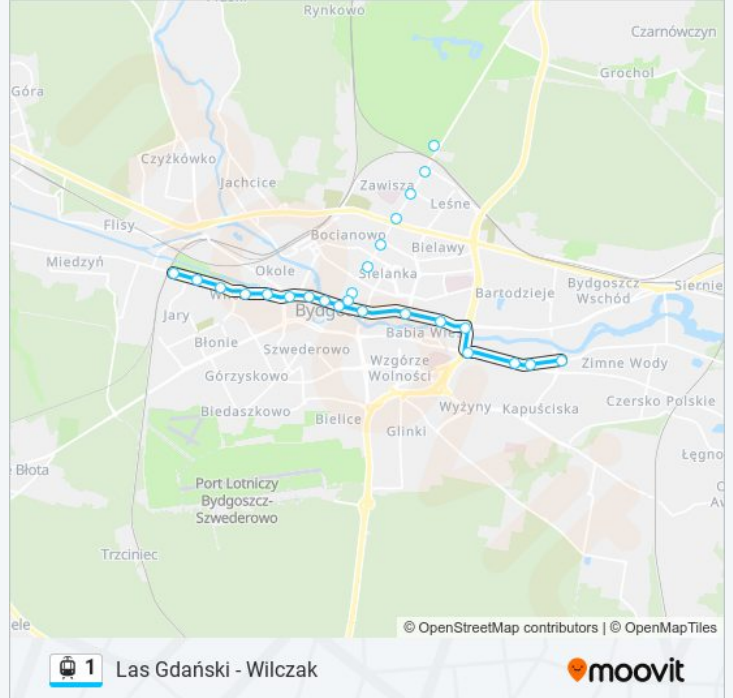 Rynkowo
Czarnówczyn
Grochol
Góra
Czyżkówko
Jachcice
Zawisza
Leśne
Flisy
Bocianowo
Bielawy
Miedzyń
Okole
Sielanka
Bartodzieje
Bydgoszcz
Wschód
Siernie
Jary
Babia Wieś
Błonie
Szwederowo
Wzgórze
Wolności
Zimne Wody
Górzyskowo
Biedaszkowo
Bielice
Wyżyny
Kapuściska
Czersko Polskie
Glinki
Łęgno
Błota
Port Lotniczy
Bydgoszcz-
Szwederowo
Trzciniec
ele
© OpenStreetMap contributors | © OpenMapTiles
1 Las Gdański - Wilczak
moovit